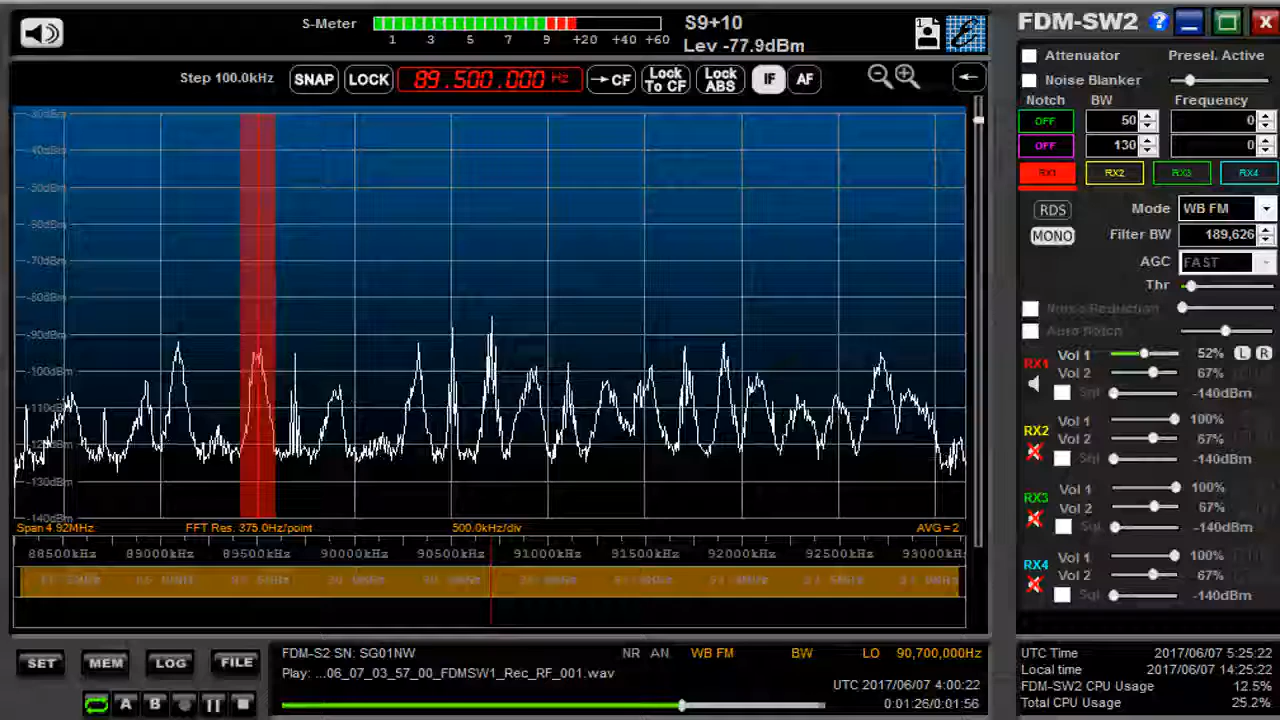 S-Meter
1 3 5 7 9 +20 +40 +60
S9+10
Lev -77.9dBm
FDM-SW2 ?
Step 100.0kHz SNAP LOCK 89.500.000 Hz →CF Lock To CF Lock ABS IF AF
-30dBm
-40dBm
-50dBm
-60dBm
-70dBm
-80dBm
-90dBm
-100dBm
-110dBm
-120dBm
-130dBm
-140dBm
Span 4.92MHz FFT Res. 375.0Hz/point 500.0kHz/div AVG = 2
88500kHz 89000kHz 89500kHz 90000kHz 90500kHz 91000kHz 91500kHz 92000kHz 92500kHz 93000kHz
Attenuator Presel. Active
Noise Blanker
Notch BW Frequency
OFF 50 0
OFF 130 0
RX1 RX2 RX3 RX4
RDS Mode WB FM
MONO Filter BW 189,626
AGC FAST
Thr
Noise Reduction
Auto Notch
RX1 Vol 1 52% L R
Vol 2 67%
Sql -140dBm
RX2 Vol 1 100%
Vol 2 67%
Sql -140dBm
RX3 Vol 1 100%
Vol 2 67%
Sql -140dBm
RX4 Vol 1 100%
Vol 2 67%
Sql -140dBm
SET MEM LOG FILE
A B
FDM-S2 SN: SG01NW NR AN WB FM BW LO 90,700,000Hz
Play: ...06_07_03_57_00_FDMSW1_Rec_RF_001.wav
UTC 2017/06/07 4:00:22
0:01:26/0:01:56
UTC Time 2017/06/07 5:25:22
Local time 2017/06/07 14:25:22
FDM-SW2 CPU Usage 12.5%
Total CPU Usage 25.2%